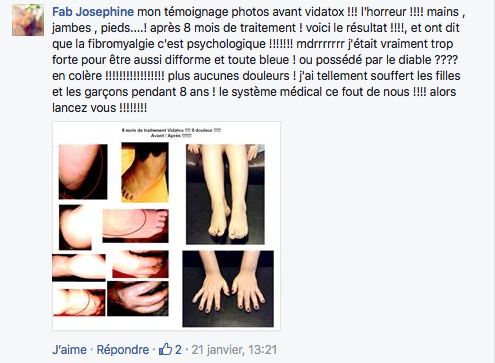 Fab Josephine mon témoignage photos avant vidatox !!! l'horreur !!!! mains ,
jambes , pieds....! après 8 mois de traitement ! voici le résultat !!!!, et ont dit
que la fibromyalgie c'est psychologique !!!!!!! mdrrrrrrr j'était vraiment trop
forte pour être aussi difforme et toute bleue ! ou possédé par le diable ????
en colère !!!!!!!!!!!!!!!!! plus aucunes douleurs ! j'ai tellement souffert les filles
et les garçons pendant 8 ans ! le système médical ce fout de nous !!!! alors
lancez vous !!!!!!!!
8 mois de traitement Vidatox !!! 0 douleur !!!!
Avant ! Après !!!!!!
J’aime · Répondre · 2 · 21 janvier, 13:21